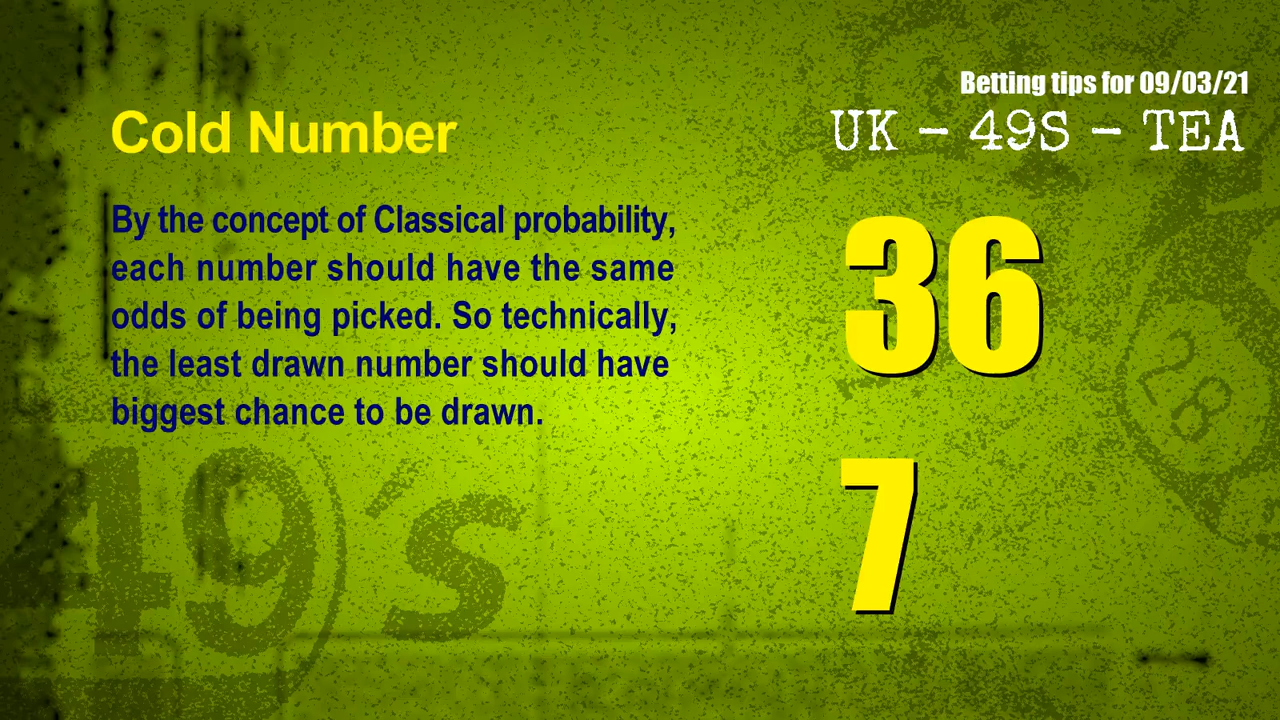 Betting tips for 09/03/21
UK - 49S - TEA
Cold Number
By the concept of Classical probability,
each number should have the same
odds of being picked. So technically,
the least drawn number should have
biggest chance to be drawn.
36
7
28
49's